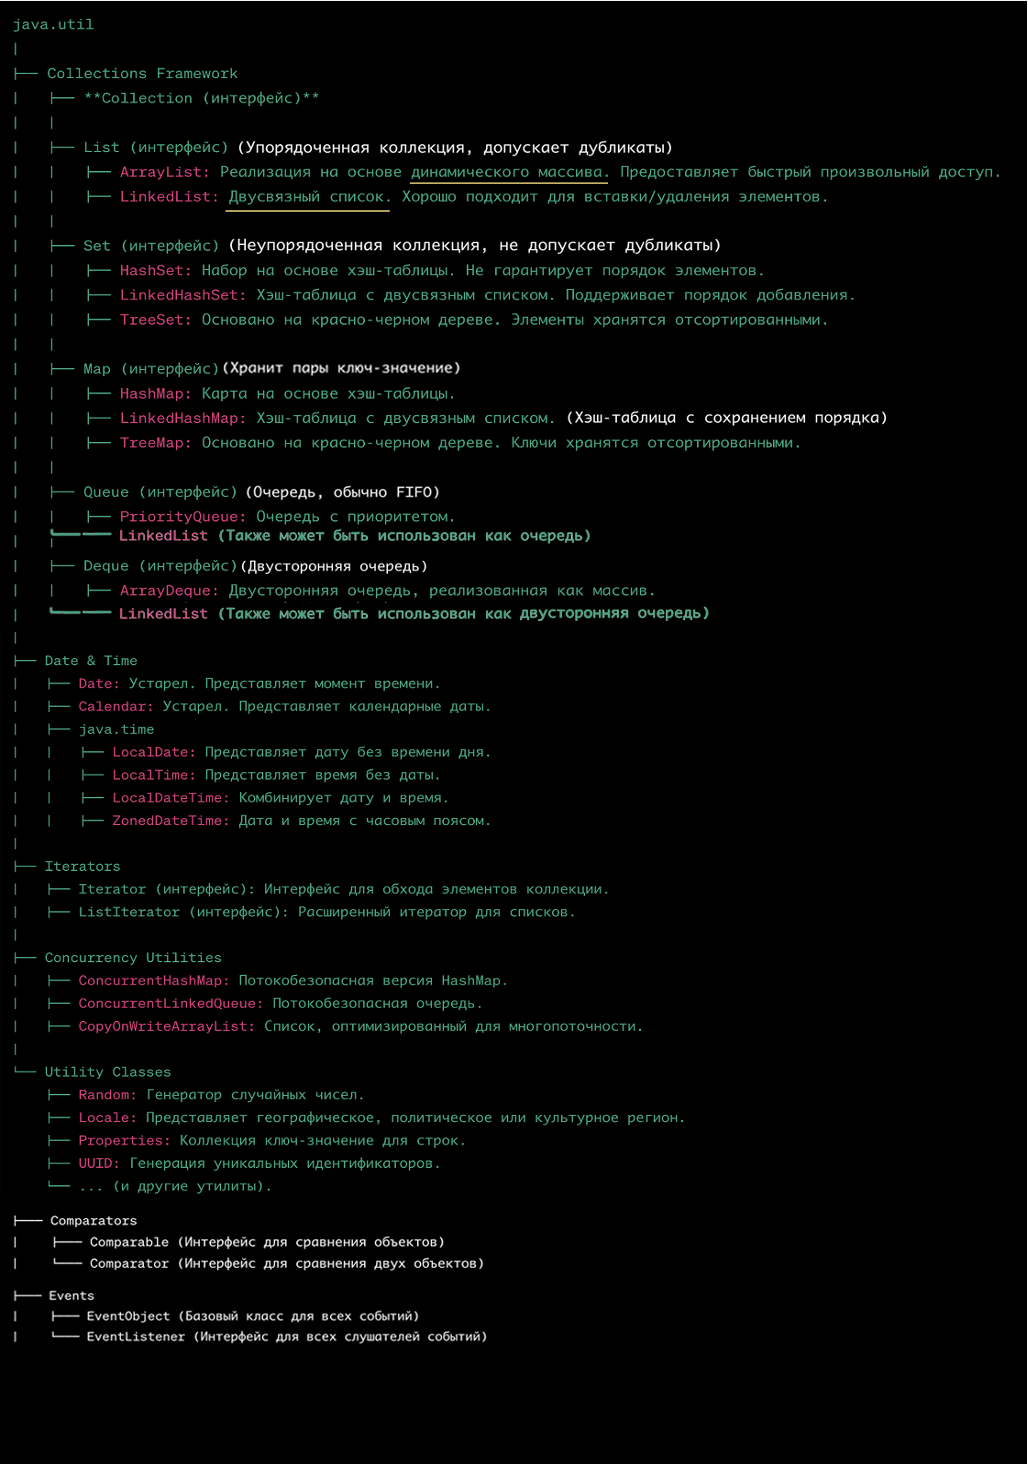 java.util
|
├── Collections Framework
|   ├── **Collection (интерфейс)**
|   |
|   ├── List (интерфейс) (Упорядоченная коллекция, допускает дубликаты)
|   |   ├── ArrayList: Реализация на основе динамического массива. Предоставляет быстрый произвольный доступ.
|   |   ├── LinkedList: Двусвязный список. Хорошо подходит для вставки/удаления элементов.
|   |
|   ├── Set (интерфейс) (Неупорядоченная коллекция, не допускает дубликаты)
|   |   ├── HashSet: Набор на основе хэш-таблицы. Не гарантирует порядок элементов.
|   |   ├── LinkedHashSet: Хэш-таблица с двусвязным списком. Поддерживает порядок добавления.
|   |   ├── TreeSet: Основано на красно-черном дереве. Элементы хранятся отсортированными.
|   |
|   ├── Map (интерфейс) (Хранит пары ключ-значение)
|   |   ├── HashMap: Карта на основе хэш-таблицы.
|   |   ├── LinkedHashMap: Хэш-таблица с двусвязным списком. (Хэш-таблица с сохранением порядка)
|   |   ├── TreeMap: Основано на красно-черном дереве. Ключи хранятся отсортированными.
|   |
|   ├── Queue (интерфейс) (Очередь, обычно FIFO)
|   |   ├── PriorityQueue: Очередь с приоритетом.
|   └────── LinkedList (Также может быть использован как очередь)
|   ├── Deque (интерфейс) (Двусторонняя очередь)
|   |   ├── ArrayDeque: Двусторонняя очередь, реализованная как массив.
|   └────── LinkedList (Также может быть использован как двусторонняя очередь)
|
├── Date & Time
|   ├── Date: Устарел. Представляет момент времени.
|   ├── Calendar: Устарел. Представляет календарные даты.
|   ├── java.time
|   |   ├── LocalDate: Представляет дату без времени дня.
|   |   ├── LocalTime: Представляет время без даты.
|   |   ├── LocalDateTime: Комбинирует дату и время.
|   |   ├── ZonedDateTime: Дата и время с часовым поясом.
|
├── Iterators
|   ├── Iterator (интерфейс): Интерфейс для обхода элементов коллекции.
|   ├── ListIterator (интерфейс): Расширенный итератор для списков.
|
├── Concurrency Utilities
|   ├── ConcurrentHashMap: Потокобезопасная версия HashMap.
|   ├── ConcurrentLinkedQueue: Потокобезопасная очередь.
|   ├── CopyOnWriteArrayList: Список, оптимизированный для многопоточности.
|
└── Utility Classes
    ├── Random: Генератор случайных чисел.
    ├── Locale: Представляет географическое, политическое или культурное регион.
    ├── Properties: Коллекция ключ-значение для строк.
    ├── UUID: Генерация уникальных идентификаторов.
    └── ... (и другие утилиты).
├─── Comparators
|    ├─── Comparable (Интерфейс для сравнения объектов)
|    └─── Comparator (Интерфейс для сравнения двух объектов)
├─── Events
|    ├─── EventObject (Базовый класс для всех событий)
|    └─── EventListener (Интерфейс для всех слушателей событий)